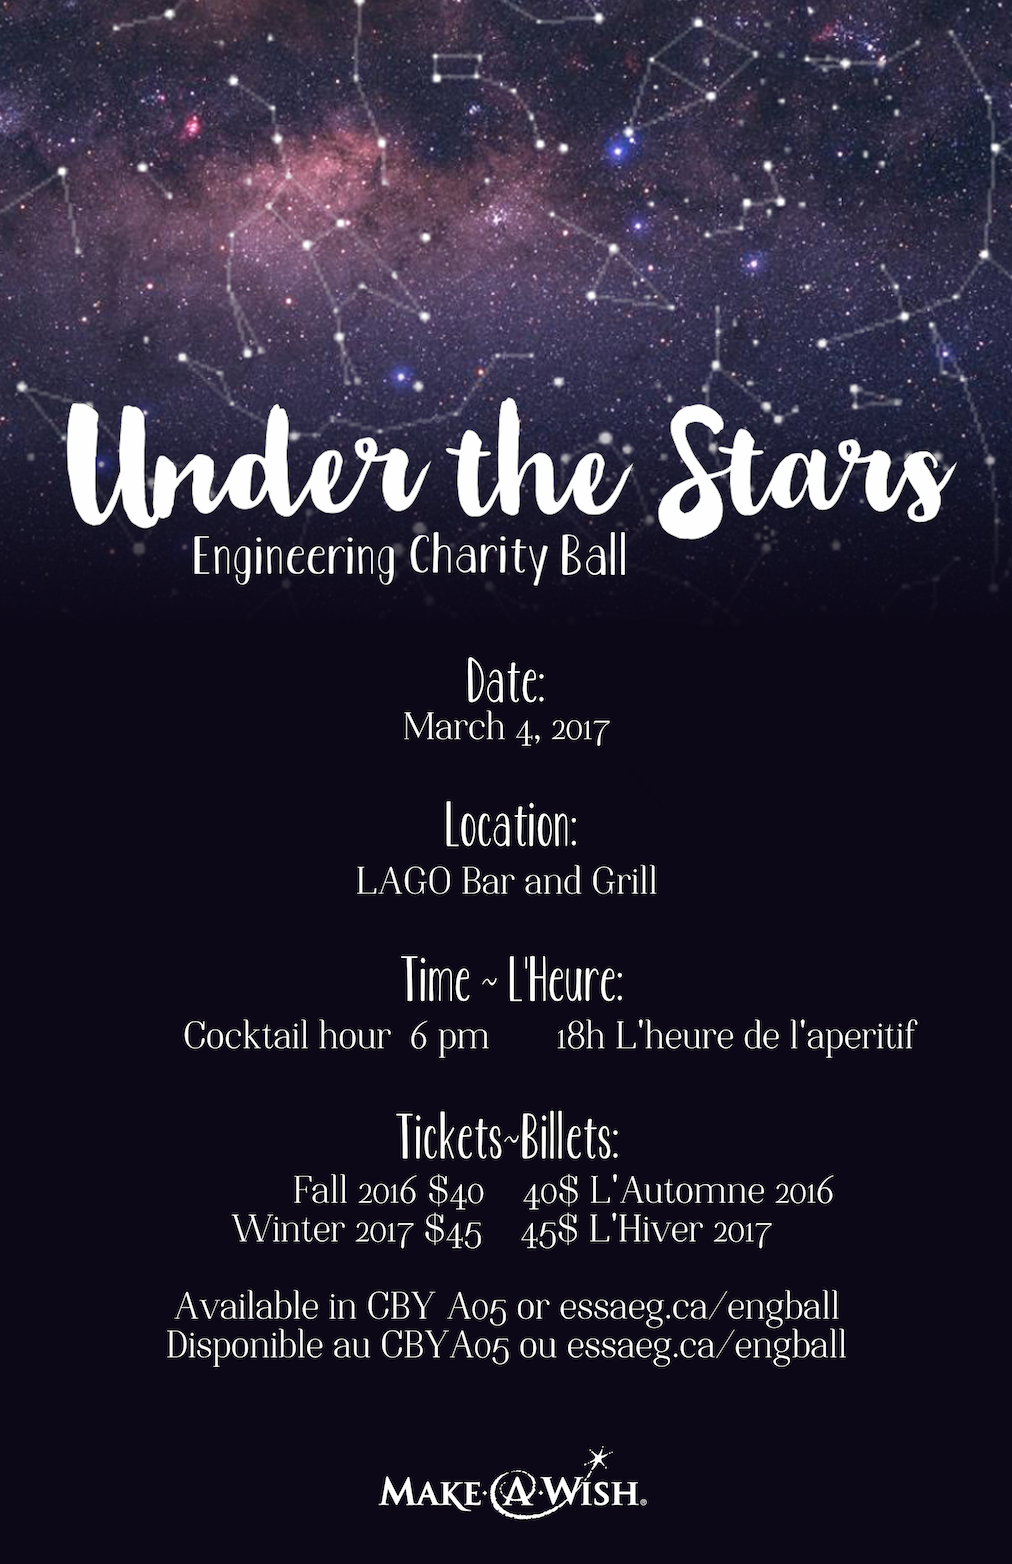 Under the Stars
Engineering Charity Ball
Date:
March 4, 2017
Location:
LAGO Bar and Grill
Time ~ L'Heure:
Cocktail hour 6 pm 18h L'heure de l'aperitif
Tickets~Billets:
Fall 2016 $40 40$ L'Automne 2016
Winter 2017 $45 45$ L'Hiver 2017
Available in CBY A05 or essaeg.ca/engball
Disponible au CBYA05 ou essaeg.ca/engball
MAKE·A·WISH®